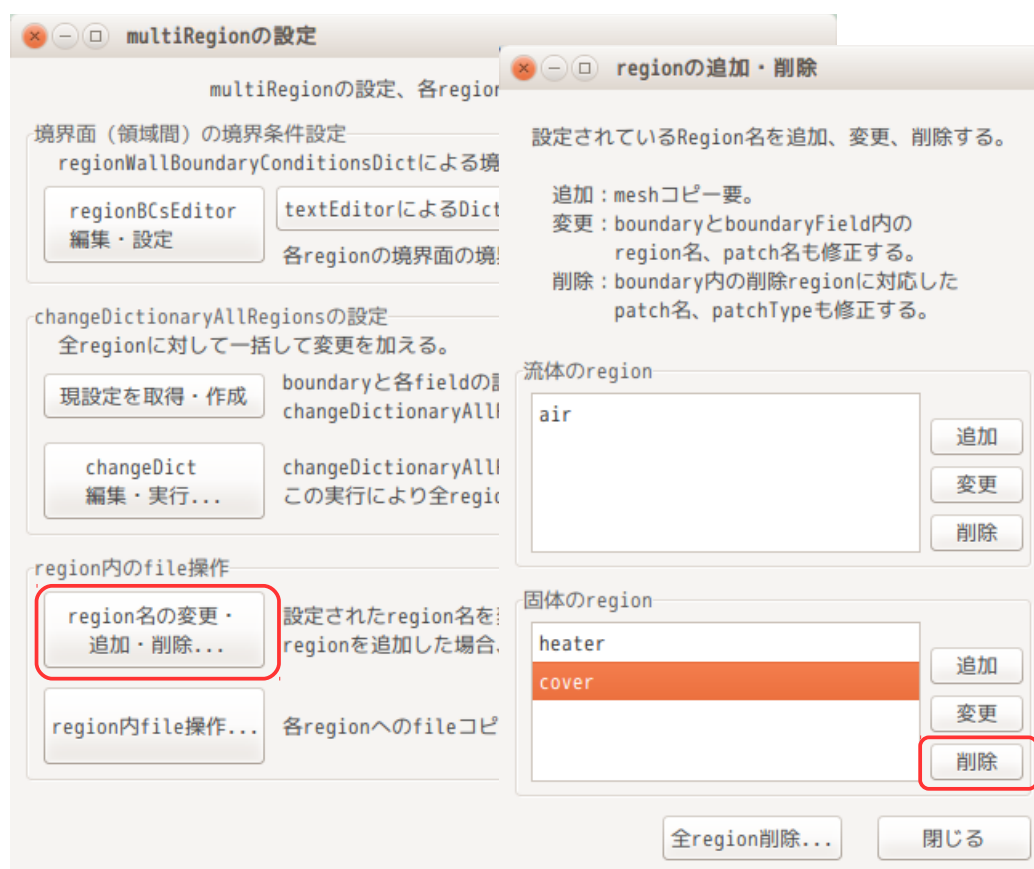 multiRegionの設定
multiRegionの設定、各region
境界面（領域間）の境界条件設定
regionWallBoundaryConditionsDictによる境
regionBCsEditor
編集・設定
textEditorによるDict
各regionの境界面の境
changeDictionaryAllRegionsの設定
全regionに対して一括して変更を加える。
現設定を取得・作成
boundaryと各fieldの
changeDictionaryAll
changeDict
編集・実行...
changeDictionaryAll
この実行により全regio
region内のfile操作
region名の変更・
追加・削除...
設定されたregion名を
regionを追加した場合、
region内file操作...
各regionへのfileコピ
regionの追加・削除
設定されているRegion名を追加、変更、削除する。
追加：meshコピー要。
変更：boundaryとboundaryField内の
region名、patch名も修正する。
削除：boundary内の削除regionに対応した
patch名、patchTypeも修正する。
流体のregion
air
追加
変更
削除
固体のregion
heater
cover
追加
変更
削除
全region削除...
閉じる